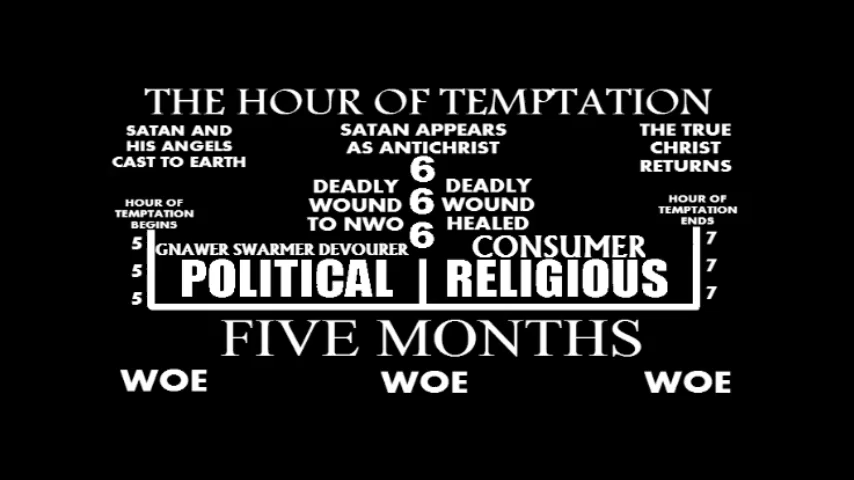 THE HOUR OF TEMPTATION
SATAN AND
HIS ANGELS
CAST TO EARTH
SATAN APPEARS
AS ANTICHRIST
THE TRUE
CHRIST
RETURNS
6
6
6
DEADLY
WOUND
TO NWO
DEADLY
WOUND
HEALED
HOUR OF
TEMPTATION
BEGINS
HOUR OF
TEMPTATION
ENDS
5
5
5
GNAWER SWARMER DEVOURER
CONSUMER
POLITICAL
RELIGIOUS
7
7
7
FIVE MONTHS
WOE
WOE
WOE